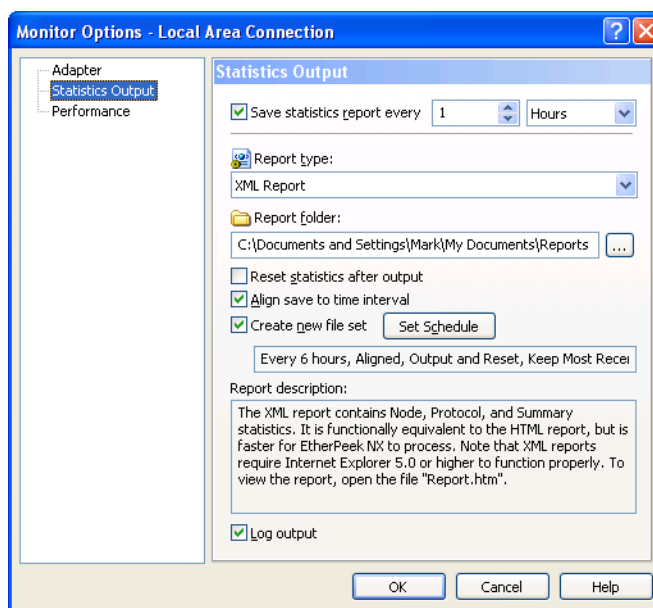 Monitor Options - Local Area Connection
Adapter
Statistics Output
Performance
Statistics Output
Save statistics report every 1 Hours
Report type:
XML Report
Report folder:
C:\Documents and Settings\Mark\My Documents\Reports ...
Reset statistics after output
Align save to time interval
Create new file set Set Schedule
Every 6 hours, Aligned, Output and Reset, Keep Most
Report description:
The XML report contains Node, Protocol, and Summary
statistics. It is functionally equivalent to the HTML report, but is
faster for EtherPeek NX to process. Note that XML reports
require Internet Explorer 5.0 or higher to function properly. To
view the report, open the file "Report.htm".
Log output
OK Cancel Help